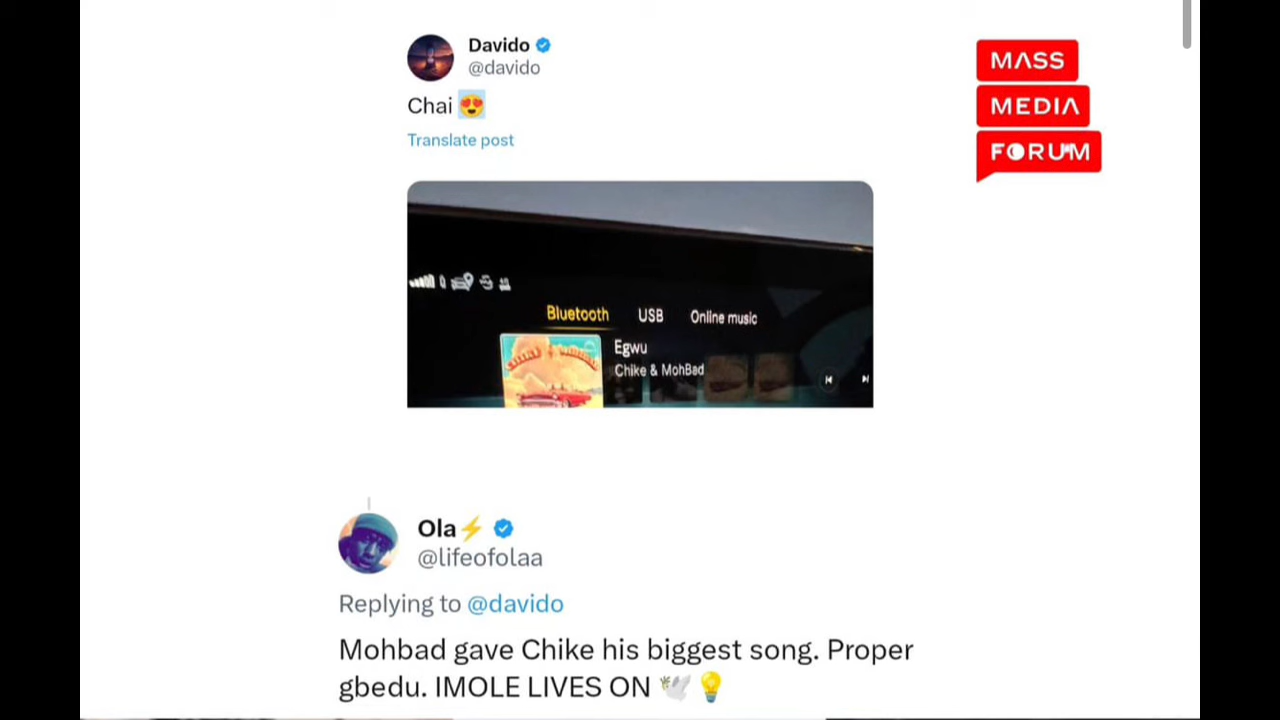 Davido
@davido
Chai 😍
Translate post
MASS
MEDIA
FORUM
Bluetooth USB Online music
Egwu
Chike & MohBad
Ola⚡
@lifeofolaa
Replying to @davido
Mohbad gave Chike his biggest song. Proper
gbedu. IMOLE LIVES ON 🕊️💡